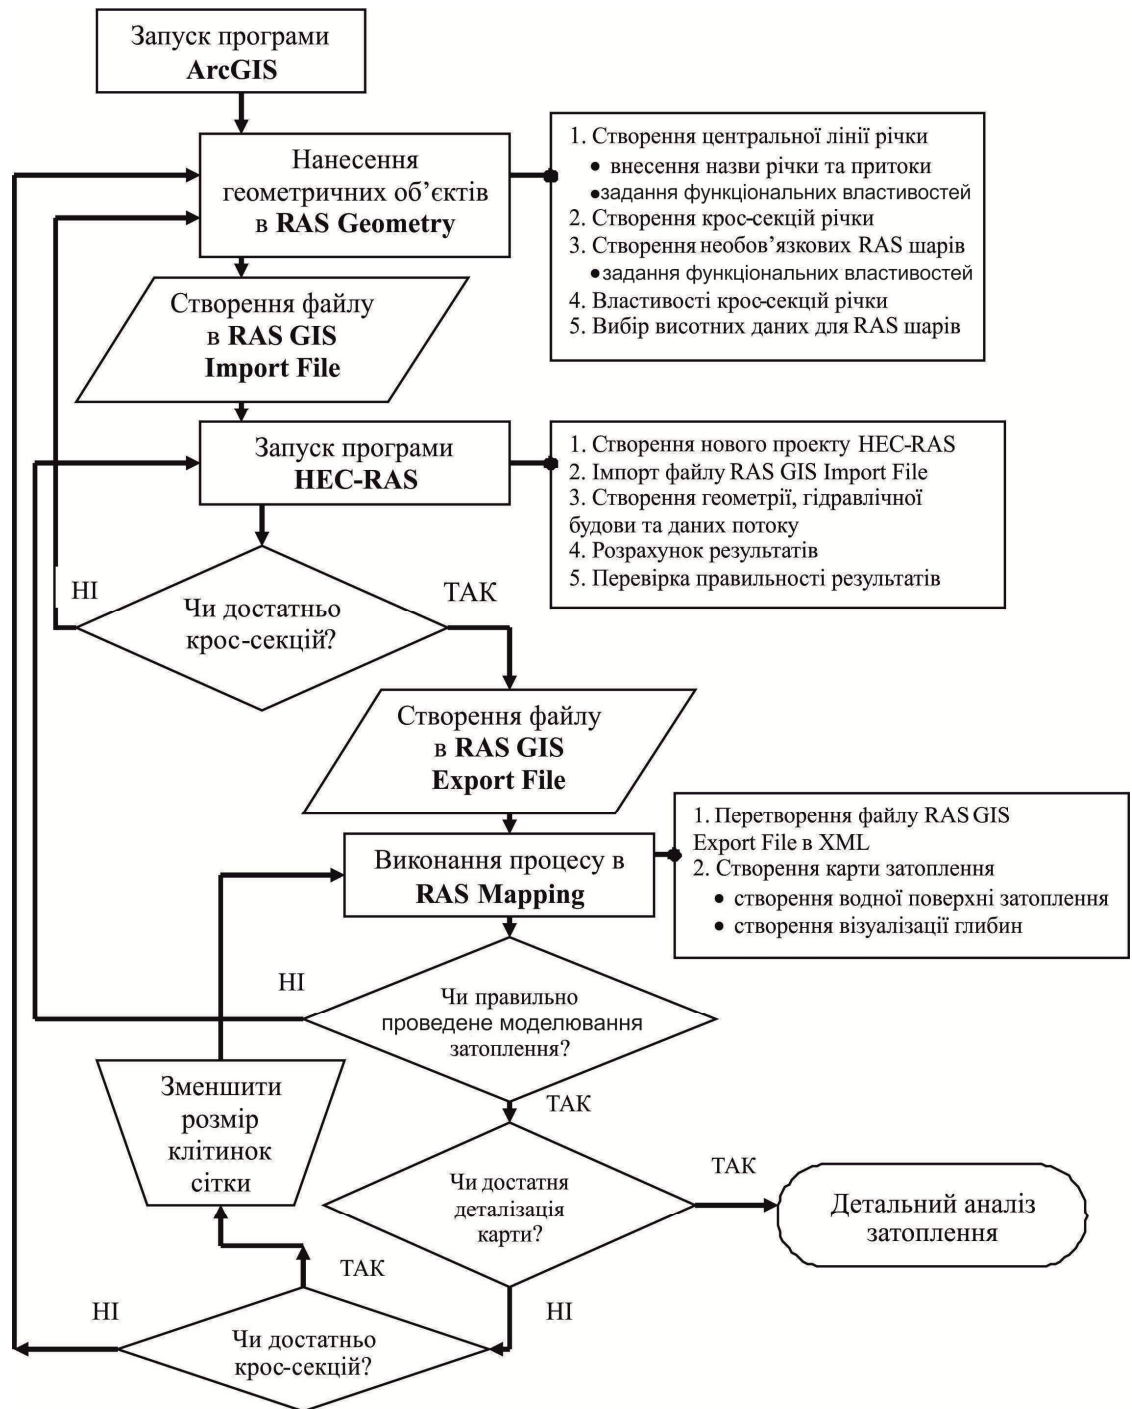 Запуск програми
ArcGIS
Нанесення
геометричних об’єктів
в RAS Geometry
1. Створення центральної лінії річки
• внесення назви річки та притоки
•задання функціональних властивостей
2. Створення крос-секцій річки
3. Створення необов’язкових RAS шарів
•задання функціональних властивостей
4. Властивості крос-секцій річки
5. Вибір висотних даних для RAS шарів
Створення файлу
в RAS GIS
Import File
Запуск програми
HEC-RAS
1. Створення нового проекту HEC-RAS
2. Імпорт файлу RAS GIS Import File
3. Створення геометрії, гідравлічної
будови та даних потоку
4. Розрахунок результатів
5. Перевірка правильності результатів
НІ
ТАК
Чи достатньо
крос-секцій?
Створення файлу
в RAS GIS
Export File
Виконання процесу в
RAS Mapping
1. Перетворення файлу RAS GIS
Export File в XML
2. Створення карти затоплення
• створення водної поверхні затоплення
• створення візуалізації глибин
НІ
Чи правильно
проведене моделювання
затоплення?
ТАК
Зменшити
розмір
клітинок
сітки
Чи достатня
деталізація
карти?
ТАК
Детальний аналіз
затоплення
ТАК
НІ
НІ
Чи достатньо
крос-секцій?